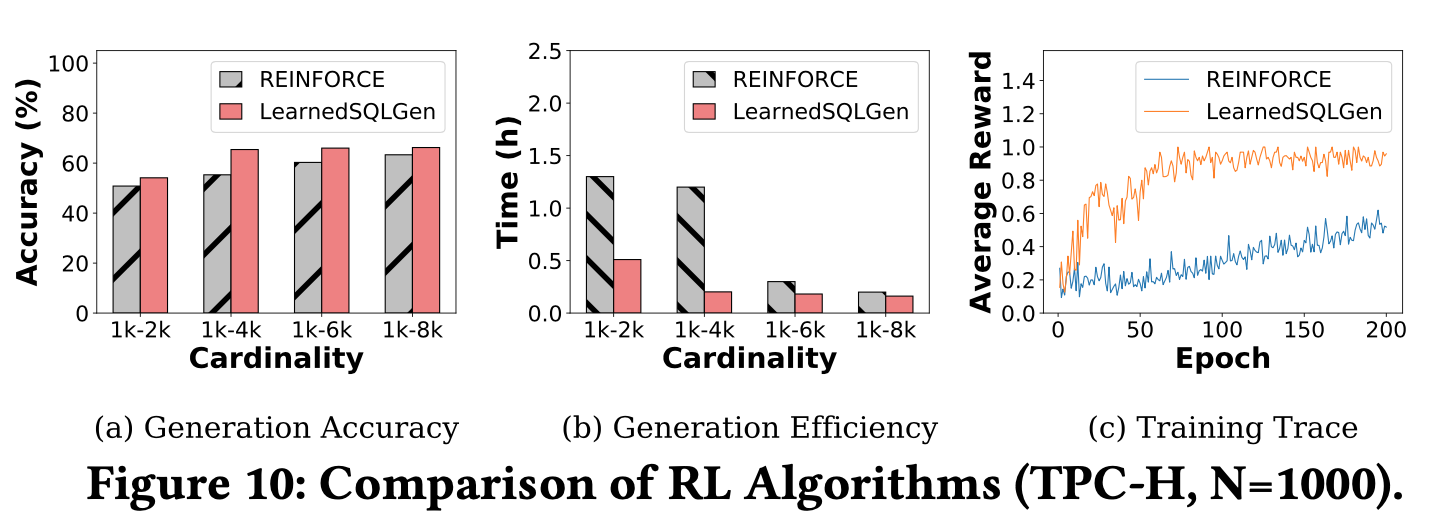 Accuracy (%)
100
80
60
40
20
0
REINFORCE
LearnedSQLGen
1k-2k 1k-4k 1k-6k 1k-8k
Cardinality
(a) Generation Accuracy
Time (h)
2.5
2.0
1.5
1.0
0.5
0.0
REINFORCE
LearnedSQLGen
1k-2k 1k-4k 1k-6k 1k-8k
Cardinality
(b) Generation Efficiency
Average Reward
1.4
1.2
1.0
0.8
0.6
0.4
0.2
0.0
REINFORCE
LearnedSQLGen
0 50 100 150 200
Epoch
(c) Training Trace
Figure 10: Comparison of RL Algorithms (TPC-H, N=1000).